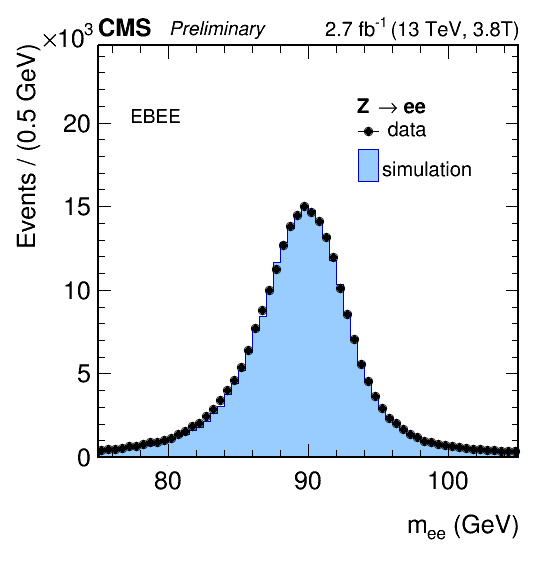 ×10³ CMS Preliminary 2.7 fb⁻¹ (13 TeV, 3.8T)
Events / (0.5 GeV)
EBEE
Z → ee
data
simulation
20
15
10
5
0
80 90 100
m_ee (GeV)